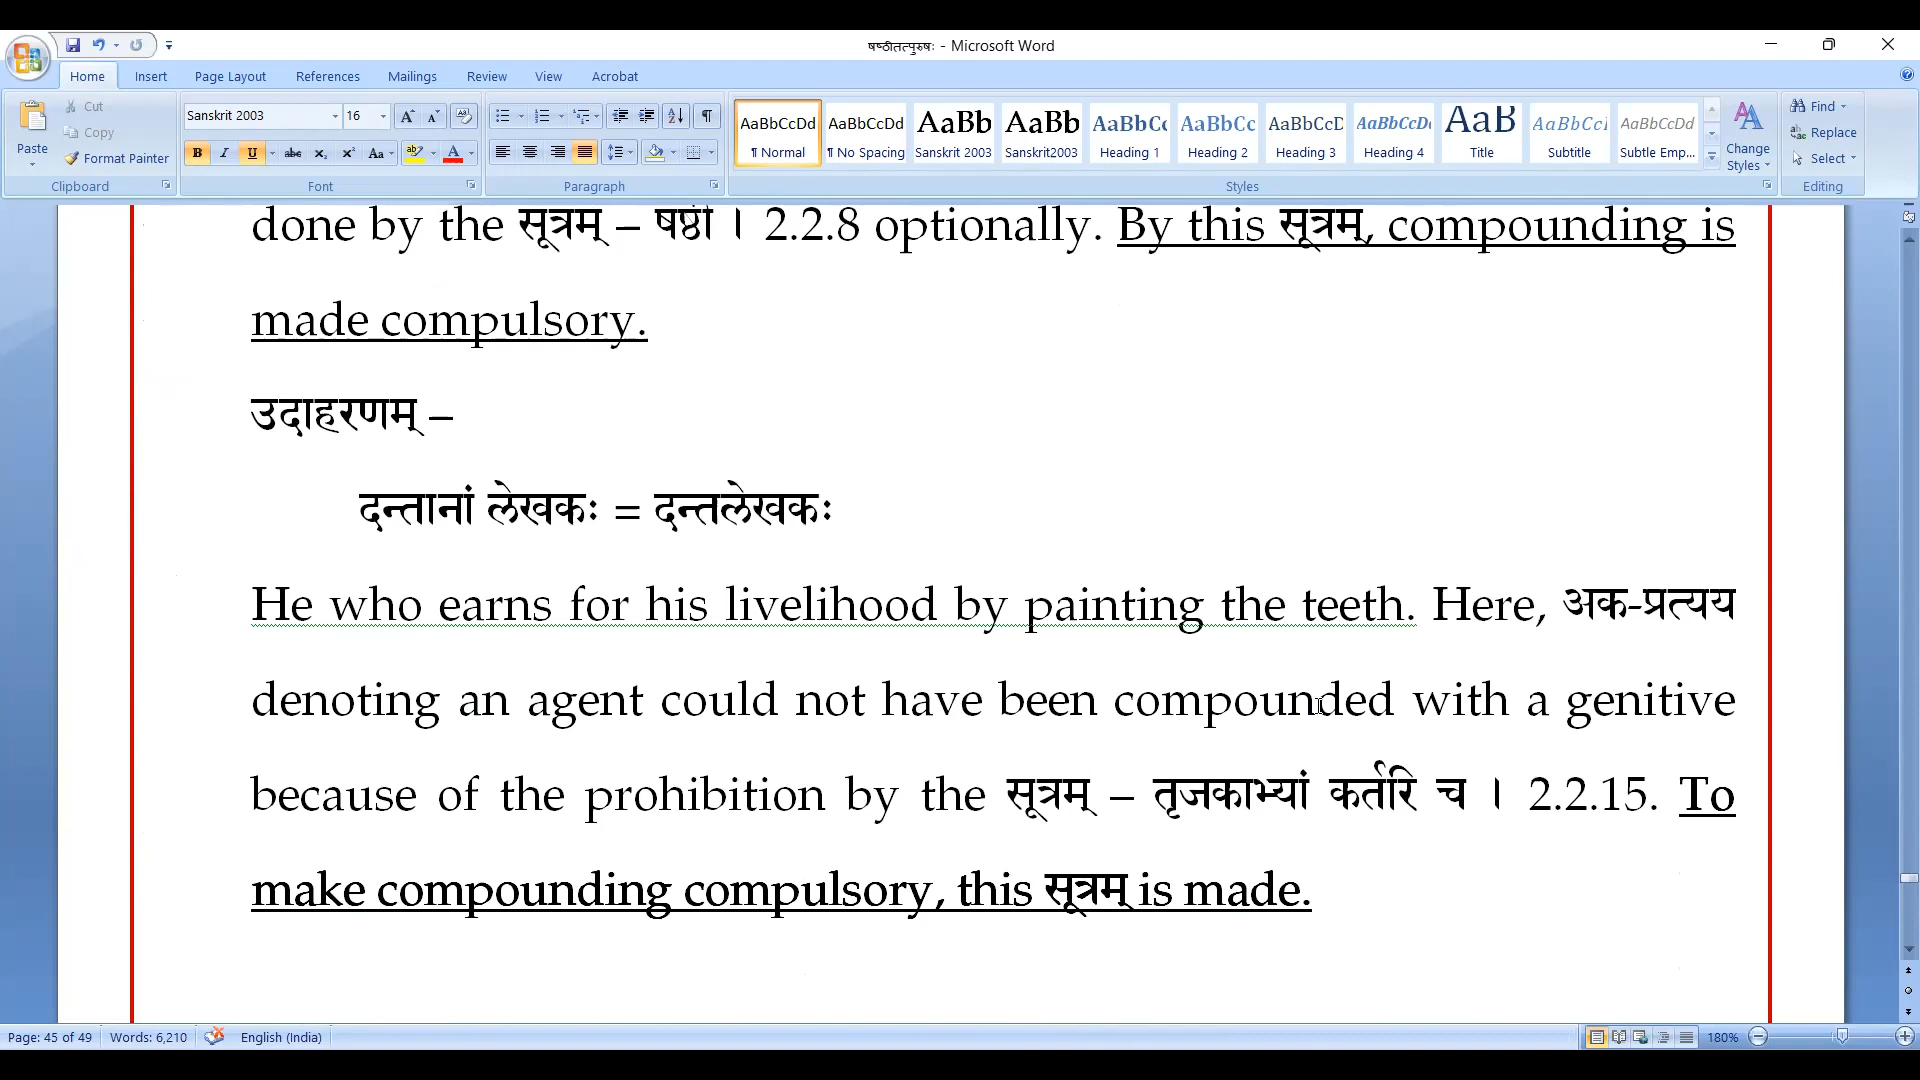 षष्ठीतत्पुरुषः - Microsoft Word
Home Insert Page Layout References Mailings Review View Acrobat
Paste
Cut
Copy
Format Painter
Clipboard
Sanskrit 2003 16
Font
Paragraph
AaBbCcDd AaBbCcDd AaBb AaBb AaBbCc AaBbCc AaBbCcD AaBbCcDd AaB AaBbCcI AaBbCcDd
¶ Normal ¶ No Spacing Sanskrit 2003 Sanskrit2003 Heading 1 Heading 2 Heading 3 Heading 4 Title Subtitle Subtle Emp...
Change Styles
Styles
Find
Replace
Select
Editing
done by the सूत्रम् – षष्ठी । 2.2.8 optionally. By this सूत्रम्, compounding is
made compulsory.
उदाहरणम् –
दन्तानां लेखकः = दन्तलेखकः
He who earns for his livelihood by painting the teeth. Here, अक-प्रत्यय
denoting an agent could not have been compounded with a genitive
because of the prohibition by the सूत्रम् – तृजकाभ्यां कर्तरि च । 2.2.15. To
make compounding compulsory, this सूत्रम् is made.
Page: 45 of 49 Words: 6,210 English (India) 180%